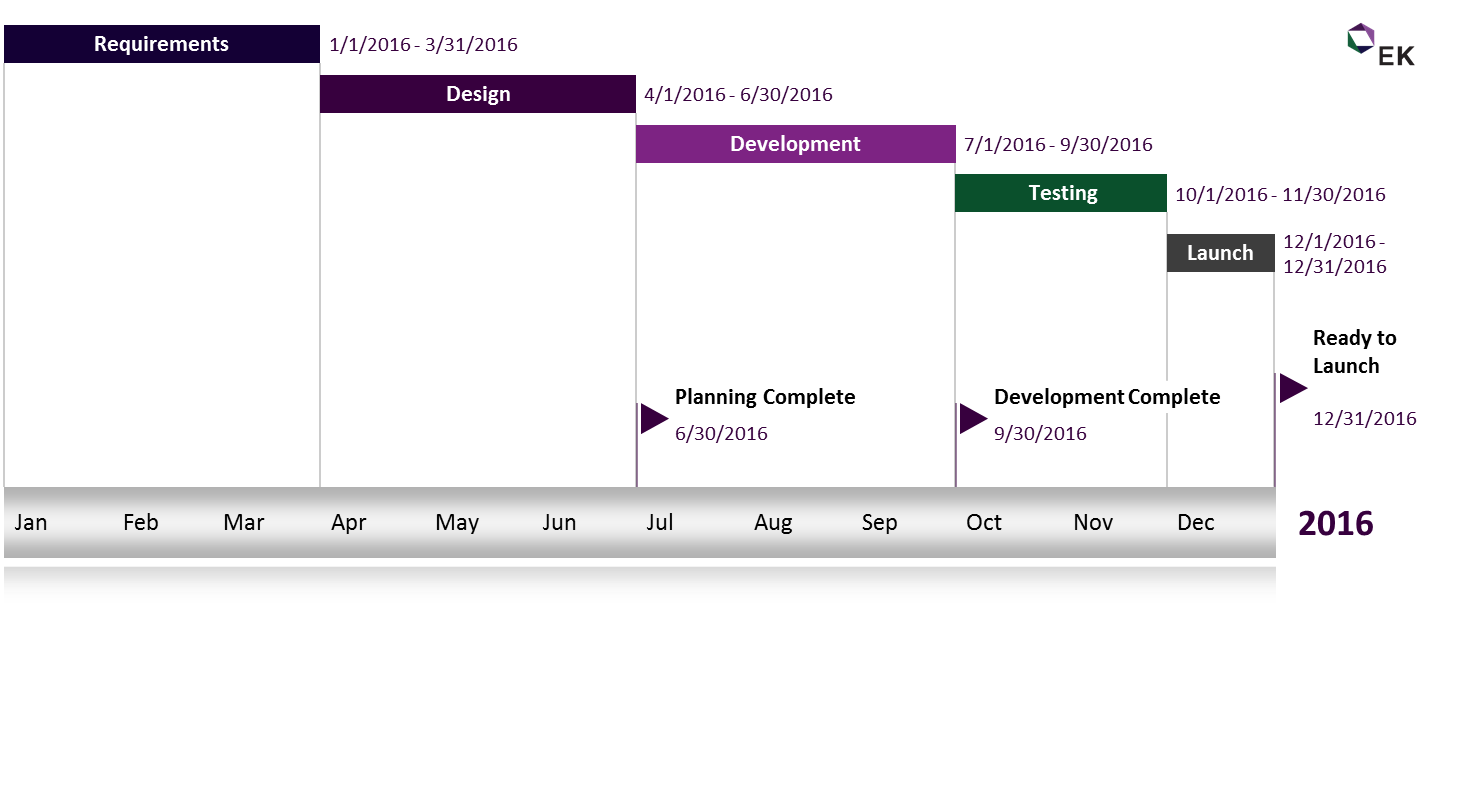 Requirements 1/1/2016 - 3/31/2016
EK
Design 4/1/2016 - 6/30/2016
Development 7/1/2016 - 9/30/2016
Testing 10/1/2016 - 11/30/2016
Launch
12/1/2016 -
12/31/2016
Ready to
Launch
12/31/2016
Planning Complete
6/30/2016
Development Complete
9/30/2016
Jan Feb Mar Apr May Jun Jul Aug Sep Oct Nov Dec 2016